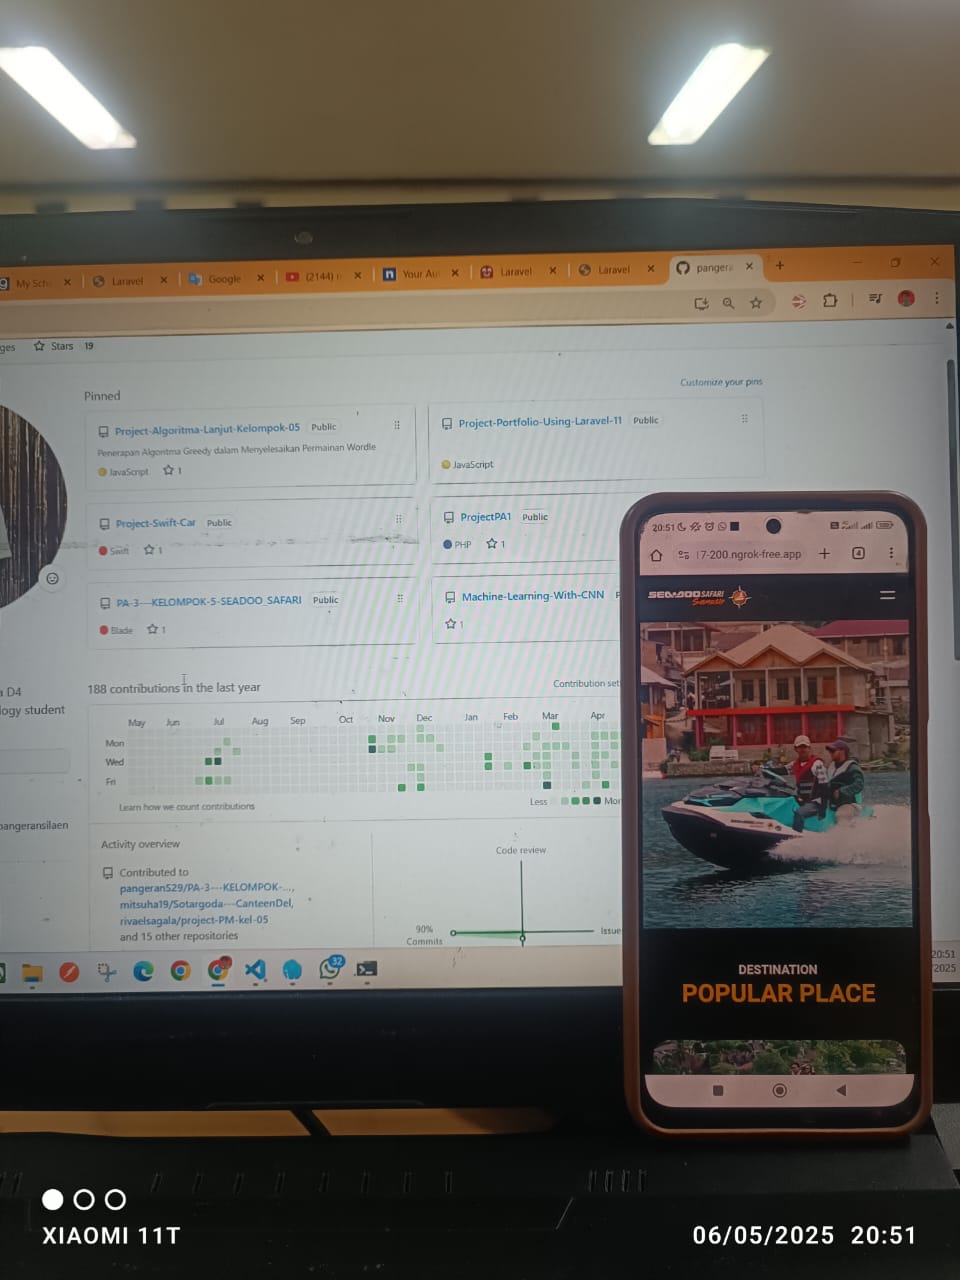 My Sch
Laravel
Google
(2144)
Your Au
Laravel
Laravel
pangera
ges
Stars 19
Pinned
Customize your pins
Project-Algoritma-Lanjut-Kelompok-05 Public
Penerapan Algoritma Greedy dalam Menyelesaikan Permainan Wordle
JavaScript 1
Project-Portfolio-Using-Laravel-11 Public
JavaScript
Project-Swift-Car Public
Swift 1
ProjectPA1 Public
PHP 1
PA-3---KELOMPOK-5-SEADOO_SAFARI Public
Blade 1
Machine-Learning-With-CNN
1
a D4
logy student
pangeransilaen
188 contributions in the last year
Contribution set
May Jun Jul Aug Sep Oct Nov Dec Jan Feb Mar Apr
Mon
Wed
Fri
Learn how we count contributions
Less Mor
Activity overview
Contributed to
pangeran529/PA-3---KELOMPOK-...,
mitsuha19/Sotargoda---CanteenDel,
rivaelsagala/project-PM-kel-05
and 15 other repositories
Code review
90%
Commits
Issue
32
20:51
2025
20:51
17-200.ngrok-free.app
4
SEADOO SAFARI
Samosir
DESTINATION
POPULAR PLACE
XIAOMI 11T
06/05/2025 20:51